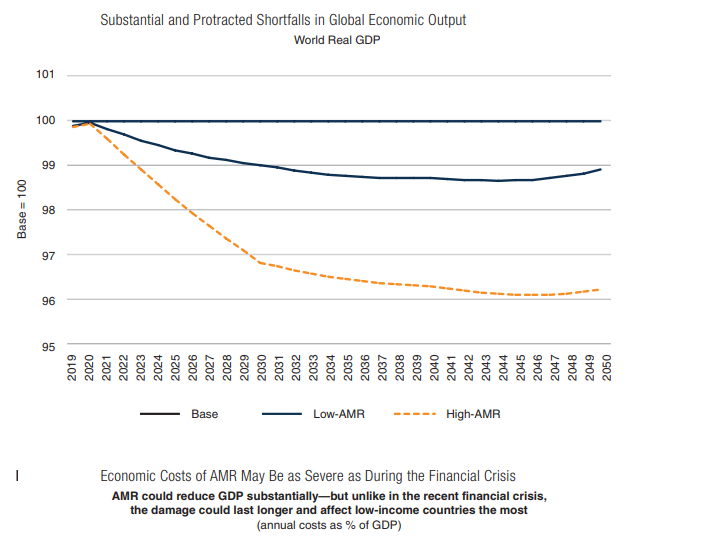 Substantial and Protracted Shortfalls in Global Economic Output
World Real GDP
Base = 100
101
100
99
98
97
96
95
2019 2020 2021 2022 2023 2024 2025 2026 2027 2028 2029 2030 2031 2032 2033 2034 2035 2036 2037 2038 2039 2040 2041 2042 2043 2044 2045 2046 2047 2048 2049 2050
Base Low-AMR High-AMR
I Economic Costs of AMR May Be as Severe as During the Financial Crisis
AMR could reduce GDP substantially—but unlike in the recent financial crisis,
the damage could last longer and affect low-income countries the most
(annual costs as % of GDP)